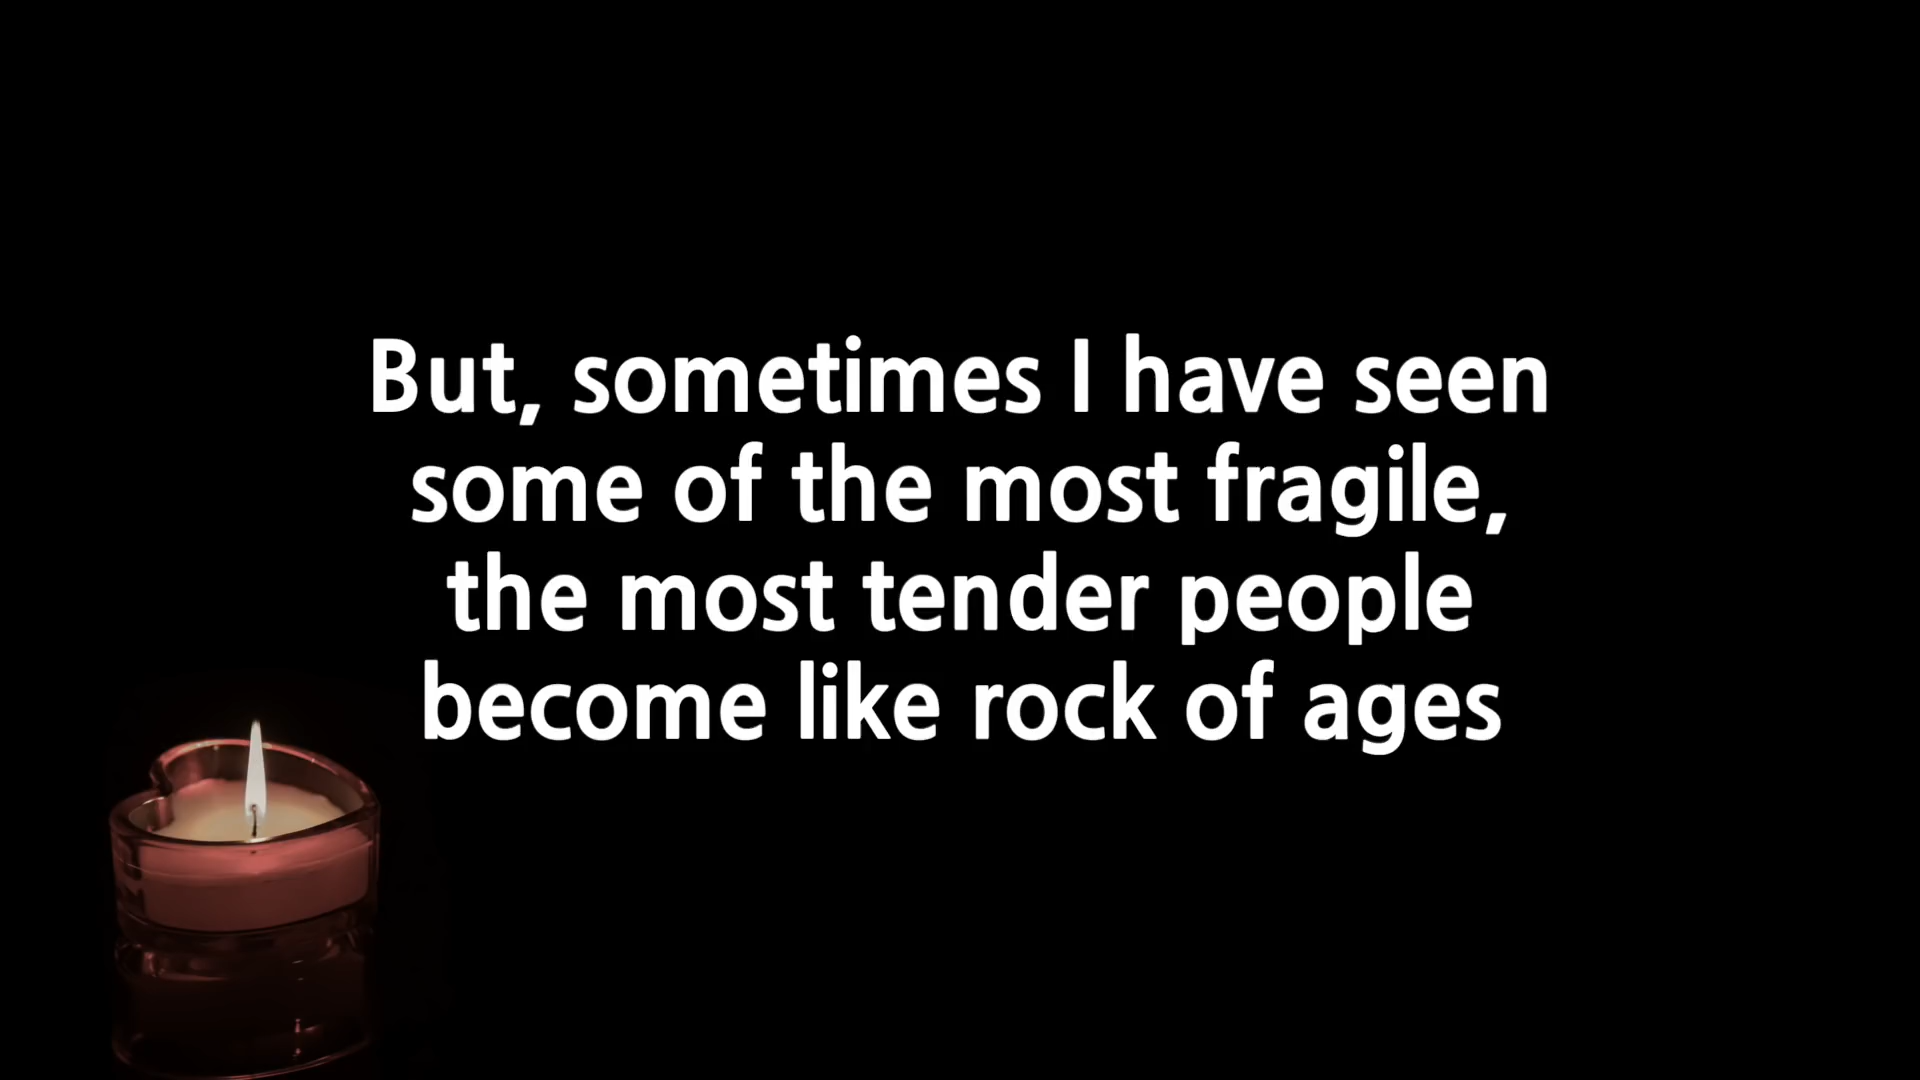 But, sometimes I have seen
some of the most fragile,
the most tender people
become like rock of ages